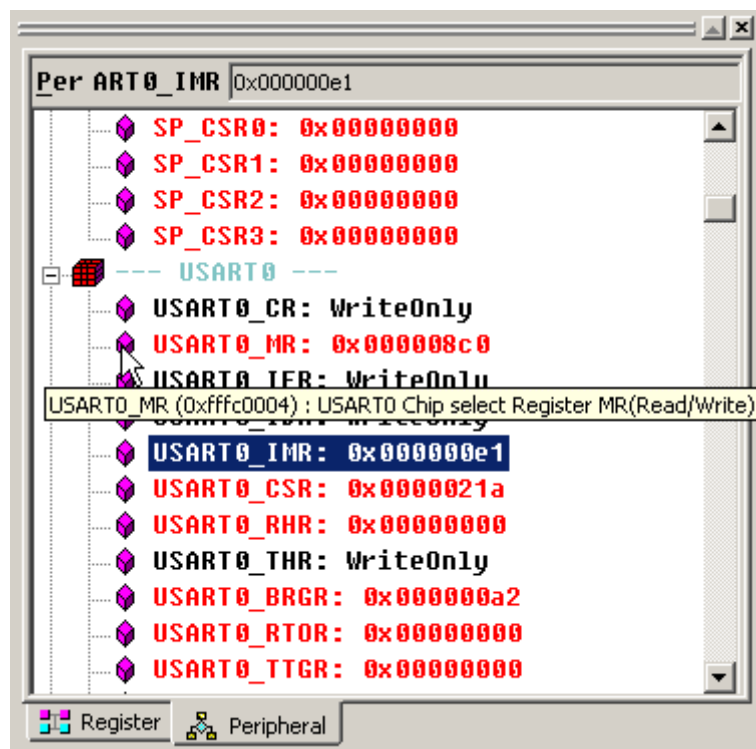 Per ART0_IMR 0x000000e1
SP_CSR0: 0x00000000
SP_CSR1: 0x00000000
SP_CSR2: 0x00000000
SP_CSR3: 0x00000000
--- USART0 ---
USART0_CR: WriteOnly
USART0_MR: 0x000008c0
USART0_IER: WriteOnly
USART0_MR (0xfffc0004) : USART0 Chip select Register MR(Read/Write)
USART0_IMR: 0x000000e1
USART0_CSR: 0x0000021a
USART0_RHR: 0x00000000
USART0_THR: WriteOnly
USART0_BRGR: 0x000000a2
USART0_RTOR: 0x00000000
USART0_TTGR: 0x00000000
Register Peripheral